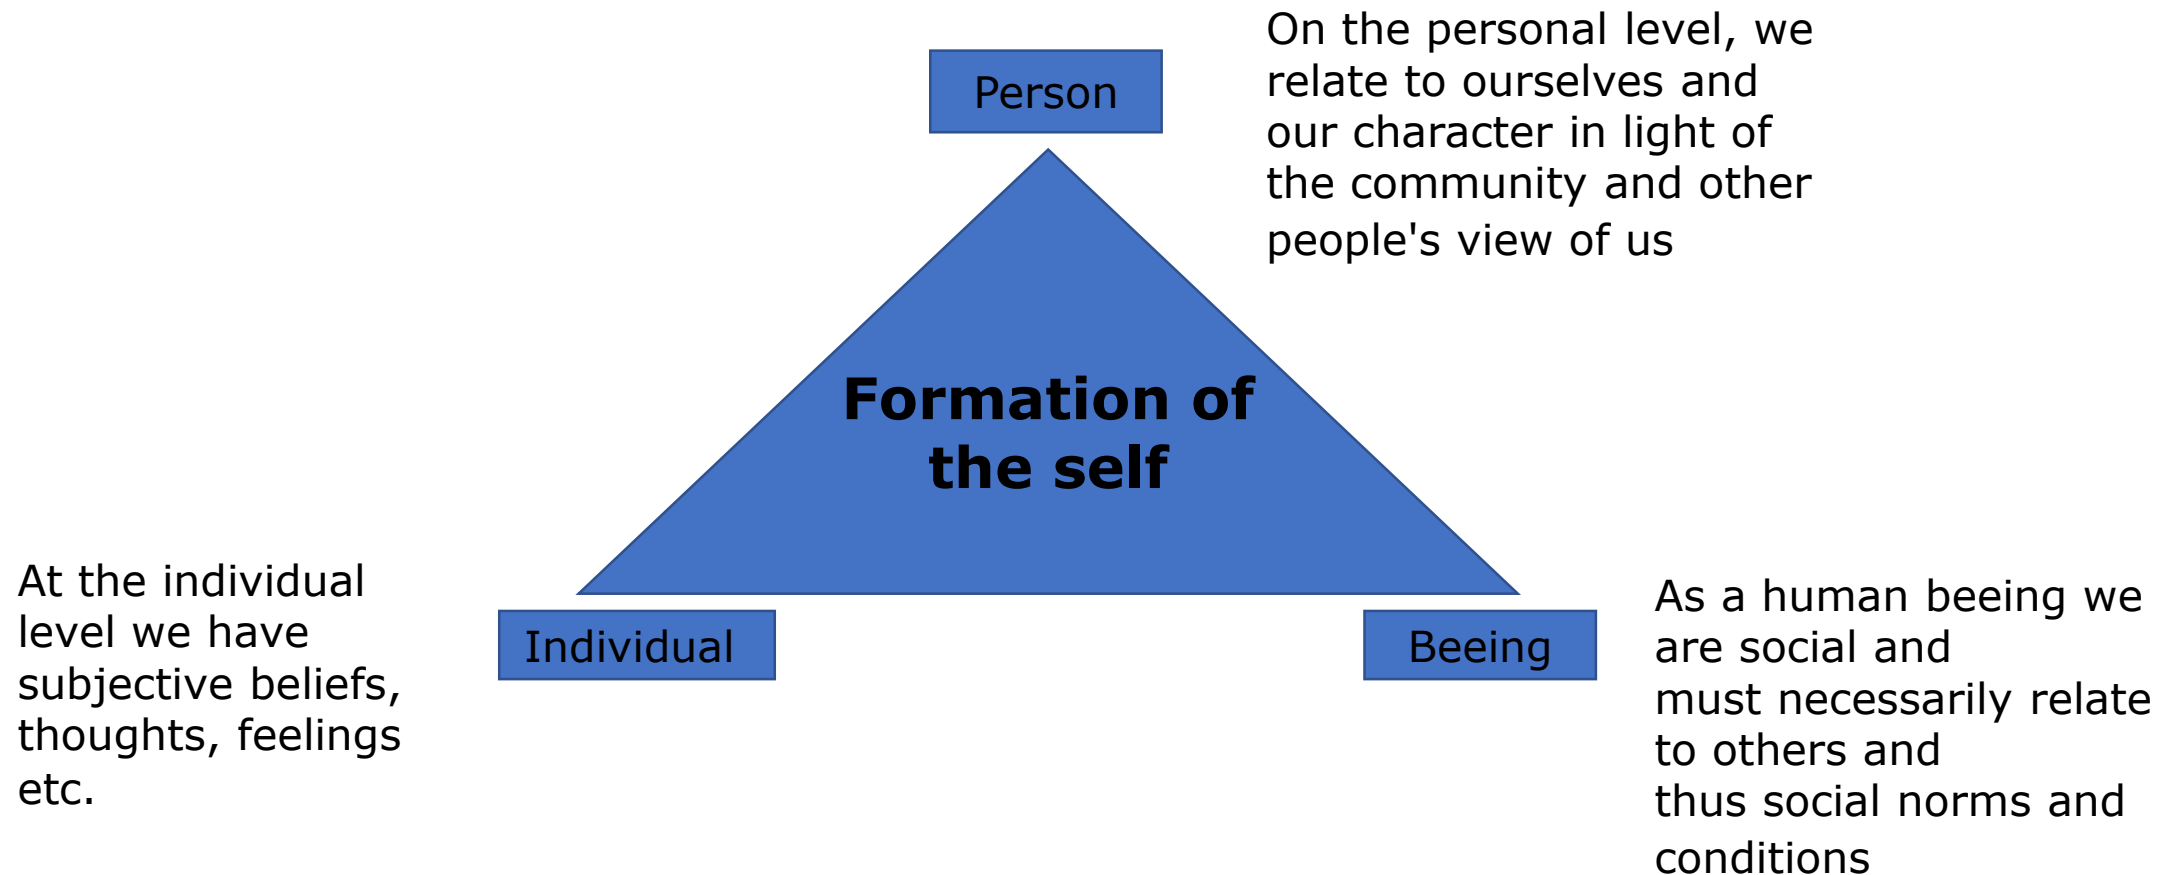 Person
On the personal level, we
relate to ourselves and
our character in light of
the community and other
people's view of us
Formation of
the self
At the individual
level we have
subjective beliefs,
thoughts, feelings
etc.
Individual
Beeing
As a human beeing we
are social and
must necessarily relate
to others and
thus social norms and
conditions